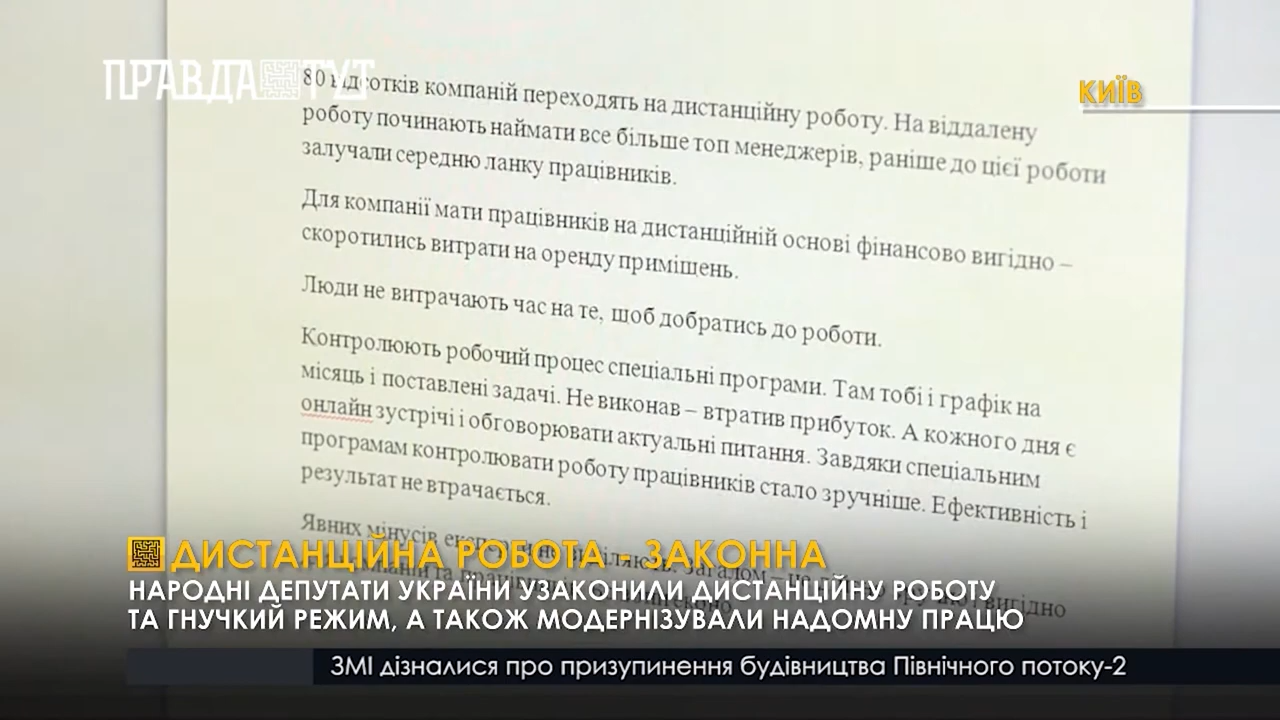 ПРАВДА ТУТ
КИЇВ
80 відсотків компаній переходять на дистанційну роботу. На віддалену
роботу починають наймати все більше топ менеджерів, раніше до цієї роботи
залучали середню ланку працівників.
Для компанії мати працівників на дистанційній основі фінансово вигідно –
скоротились витрати на оренду приміщень.
Люди не витрачають час на те, щоб добратись до роботи.
Контролюють робочий процес спеціальні програми. Там тобі і графік на
місяць і поставлені задачі. Не виконав – втратив прибуток. А кожного дня є
онлайн зустрічі і обговорювати актуальні питання. Завдяки спеціальним
програмам контролювати роботу працівників стало зручніше. Ефективність і
результат не втрачається.
Явних мінусів
вигідно
ДИСТАНЦІЙНА РОБОТА - ЗАКОННА
НАРОДНІ ДЕПУТАТИ УКРАЇНИ УЗАКОНИЛИ ДИСТАНЦІЙНУ РОБОТУ
ТА ГНУЧКИЙ РЕЖИМ, А ТАКОЖ МОДЕРНІЗУВАЛИ НАДОМНУ ПРАЦЮ
ЗМІ дізналися про призупинення будівництва Північного потоку-2